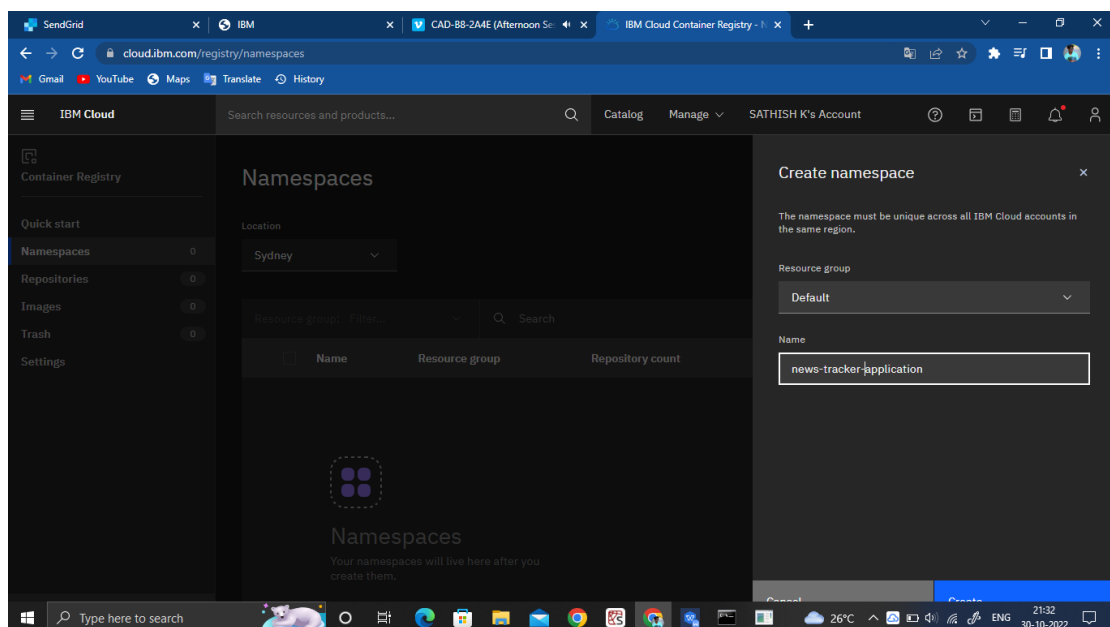 SendGrid
IBM
CAD-B8-2A4E (Afternoon Se
IBM Cloud Container Registry - N
cloud.ibm.com/registry/namespaces
Gmail YouTube Maps Translate History
IBM Cloud
Search resources and products...
Catalog
Manage
SATHISH K's Account
Container Registry
Quick start
Namespaces 0
Repositories 0
Images 0
Trash 0
Settings
Namespaces
Location
Sydney
Resource group: Filter...
Search
Name Resource group Repository count
Namespaces
Your namespaces will live here after you
create them.
Create namespace
The namespace must be unique across all IBM Cloud accounts in
the same region.
Resource group
Default
Name
news-tracker-application
Cancel
Create
Type here to search
26°C
ENG
21:32
30-10-2022